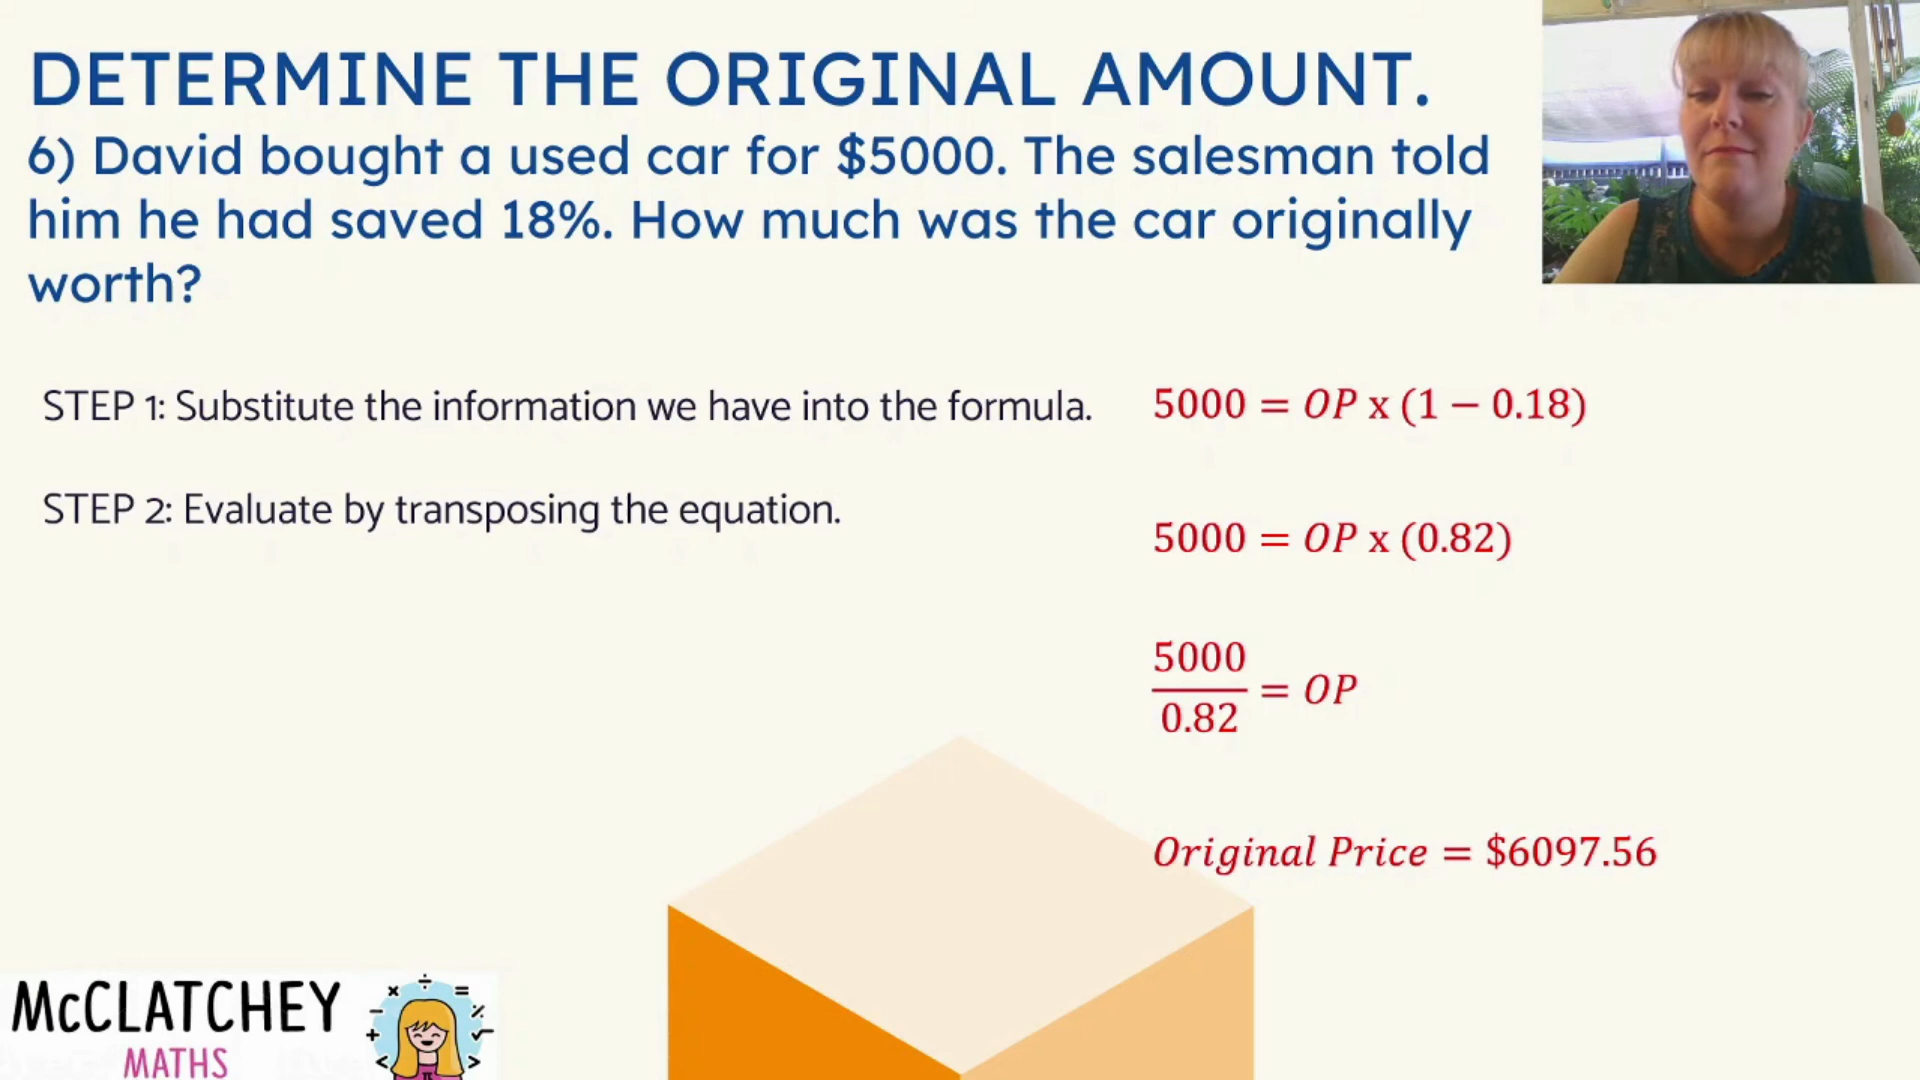 DETERMINE THE ORIGINAL AMOUNT.
6) David bought a used car for $5000. The salesman told
him he had saved 18%. How much was the car originally
worth?
STEP 1: Substitute the information we have into the formula.
5000 = OP x (1 − 0.18)
STEP 2: Evaluate by transposing the equation.
5000 = OP x (0.82)
5000
0.82
= OP
Original Price = $6097.56
McCLATCHEY
MATHS